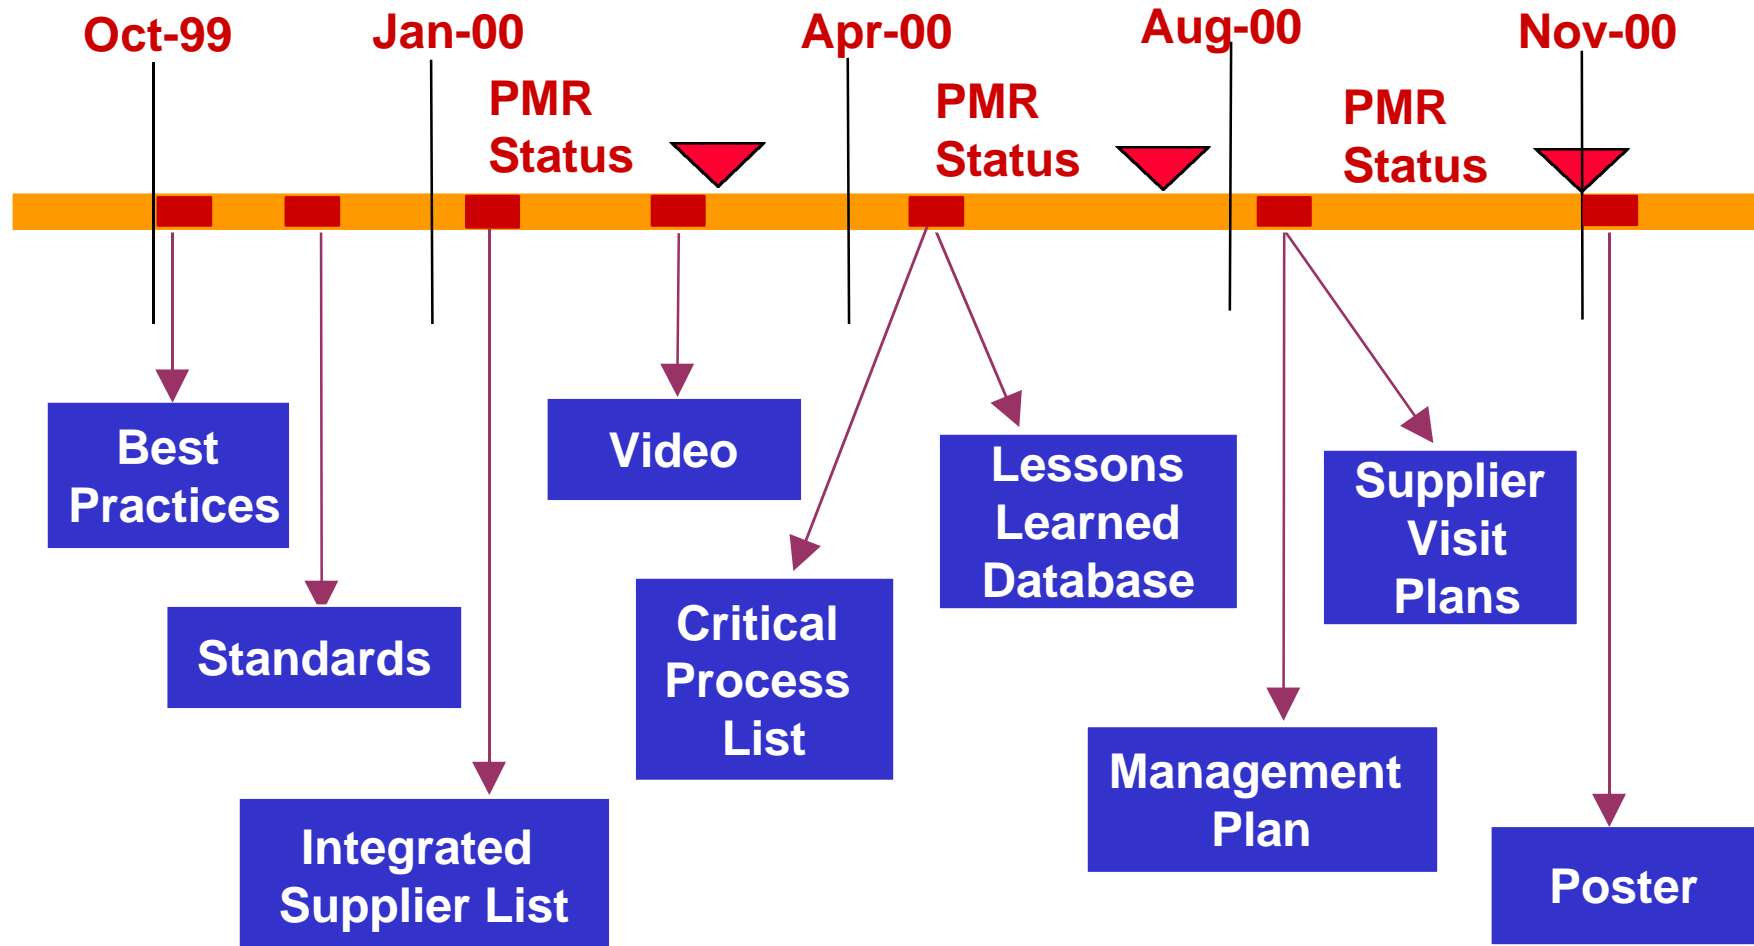 Oct-99
Jan-00
Apr-00
Aug-00
Nov-00
PMR
Status
PMR
Status
PMR
Status
Best
Practices
Standards
Integrated
Supplier List
Video
Critical
Process
List
Lessons
Learned
Database
Management
Plan
Supplier
Visit
Plans
Poster